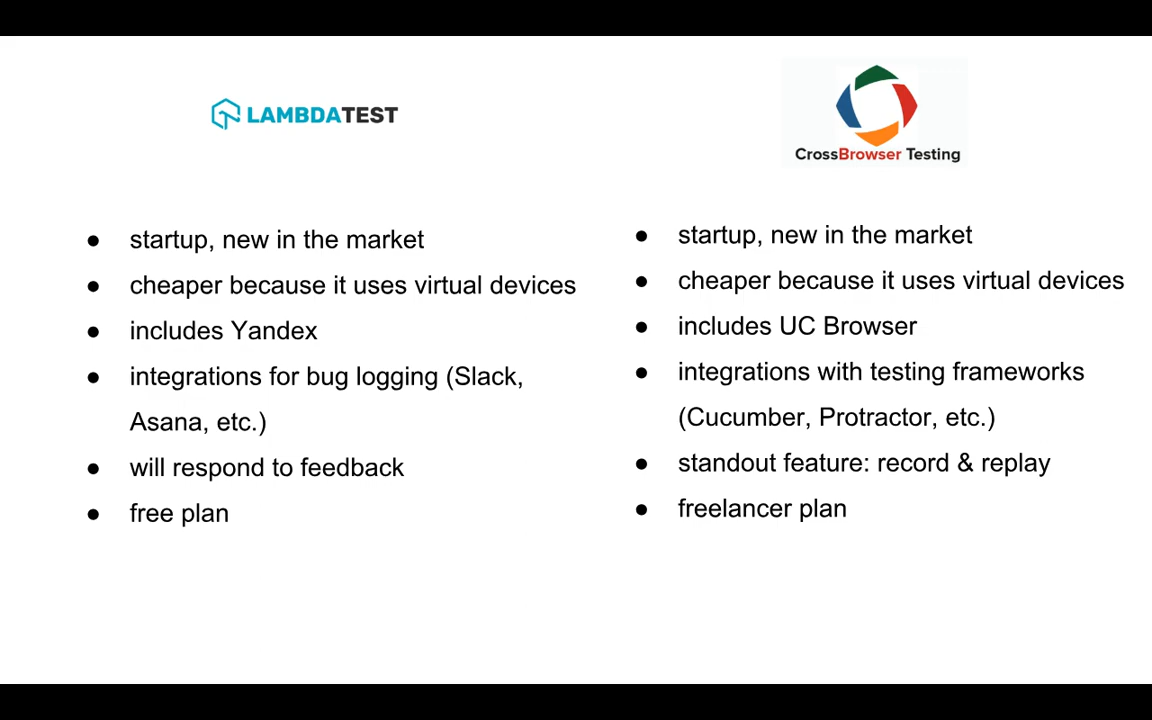 LAMBDATEST
● startup, new in the market
● cheaper because it uses virtual devices
● includes Yandex
● integrations for bug logging (Slack,
Asana, etc.)
● will respond to feedback
● free plan
CrossBrowser Testing
● startup, new in the market
● cheaper because it uses virtual devices
● includes UC Browser
● integrations with testing frameworks
(Cucumber, Protractor, etc.)
● standout feature: record & replay
● freelancer plan